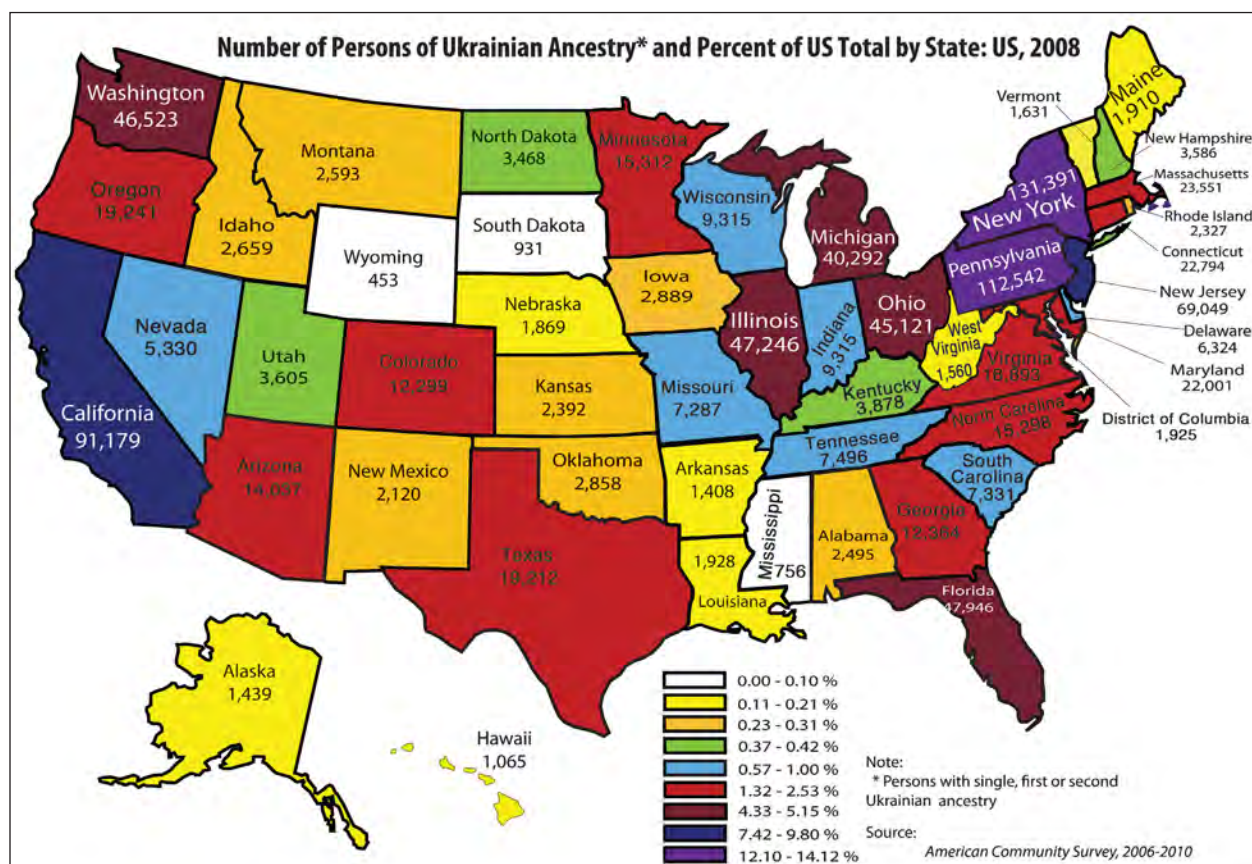 Number of Persons of Ukrainian Ancestry* and Percent of US Total by State: US, 2008
Washington
46,523
Oregon
19,241
California
91,179
Nevada
5,330
Idaho
2,659
Montana
2,593
Wyoming
453
Utah
3,605
Colorado
Arizona
New Mexico
2,120
North Dakota
3,468
South Dakota
931
Nebraska
1,869
Kansas
2,392
Oklahoma
2,858
Texas
Minnesota
15,312
Iowa
2,889
Missouri
7,287
Arkansas
1,408
1,928
Louisiana
Wisconsin
9,315
Illinois
47,246
Michigan
40,292
Indiana
9,315
Ohio
45,121
Kentucky
3,878
Tennessee
7,496
Mississippi
756
Alabama
2,495
Georgia
12,364
Florida
47,946
South
Carolina
7,331
North Carolina
15,298
Virginia
18,693
West
Virginia
1,560
Pennsylvania
112,542
131,391
New York
Maine
1,910
Vermont
1,631
New Hampshire
3,586
Massachusetts
23,551
Rhode Island
2,327
Connecticut
22,794
New Jersey
69,049
Delaware
6,324
Maryland
22,001
District of Columbia
1,925
Alaska
1,439
Hawaii
1,065
0.00 - 0.10 %
0.11 - 0.21 %
0.23 - 0.31 %
0.37 - 0.42 %
0.57 - 1.00 %
1.32 - 2.53 %
4.33 - 5.15 %
7.42 - 9.80 %
12.10 - 14.12 %
Note:
* Persons with single, first or second
Ukrainian ancestry
Source:
American Community Survey, 2006-2010